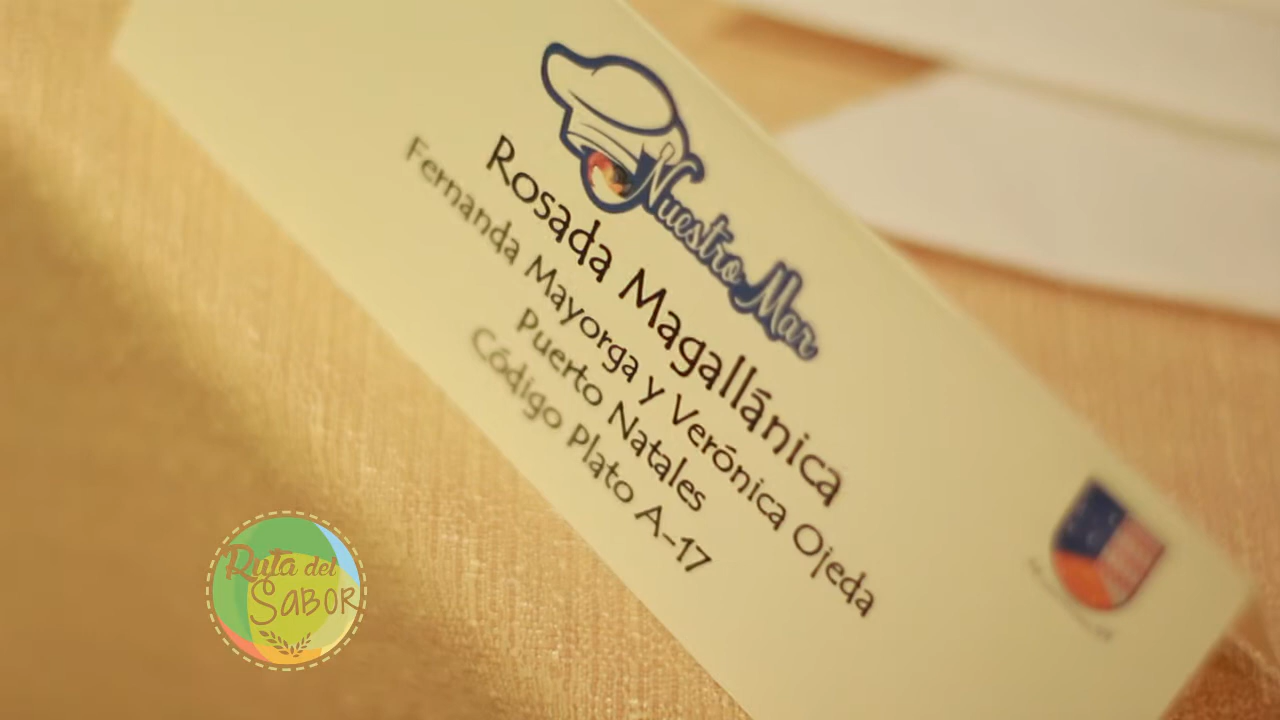 Nuestro Mar
Rosada Magallánica
Fernanda Mayorga y Verónica Ojeda
Puerto Natales
Código Plato A-17
Ruta del
SABOR